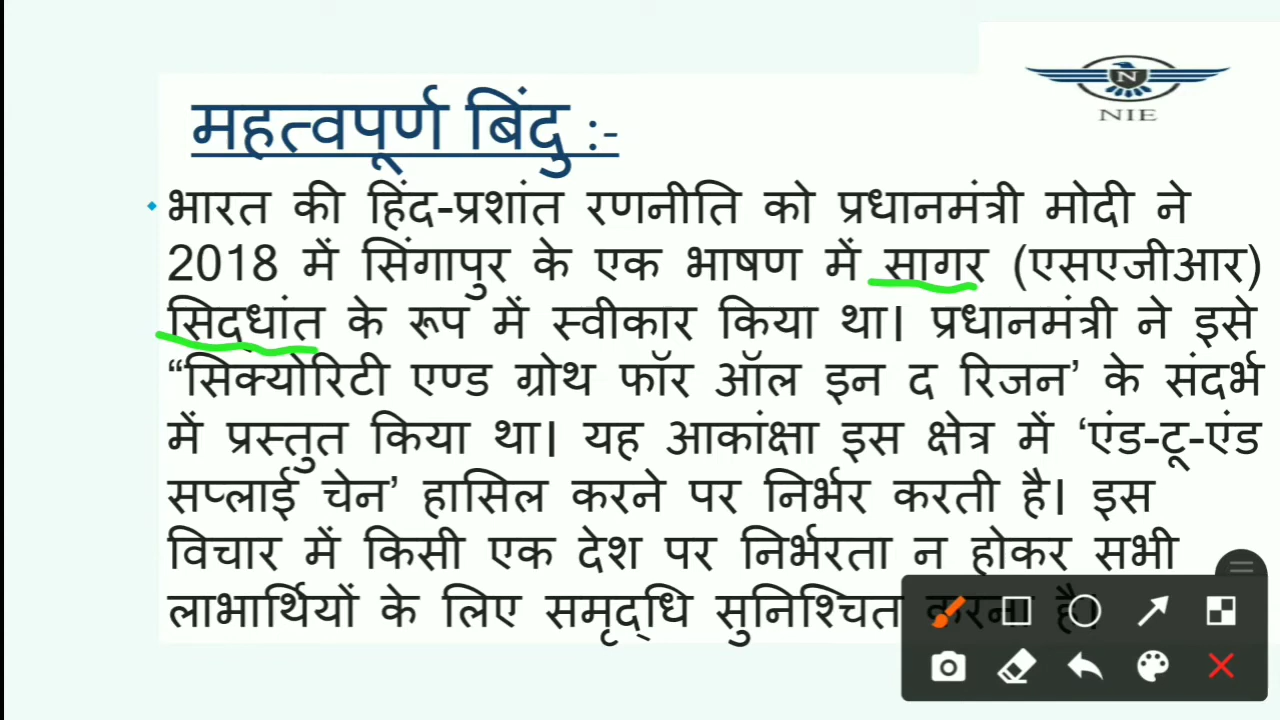 N
NIE
महत्वपूर्ण बिंदु :-
भारत की हिंद-प्रशांत रणनीति को प्रधानमंत्री मोदी ने
2018 में सिंगापुर के एक भाषण में सागर (एसएजीआर)
सिद्धांत के रूप में स्वीकार किया था। प्रधानमंत्री ने इसे
“सिक्योरिटी एण्ड ग्रोथ फॉर ऑल इन द रिजन’ के संदर्भ
में प्रस्तुत किया था। यह आकांक्षा इस क्षेत्र में ‘एंड-टू-एंड
सप्लाई चेन’ हासिल करने पर निर्भर करती है। इस
विचार में किसी एक देश पर निर्भरता न होकर सभी
लाभार्थियों के लिए समृद्धि सुनिश्चित करना है।